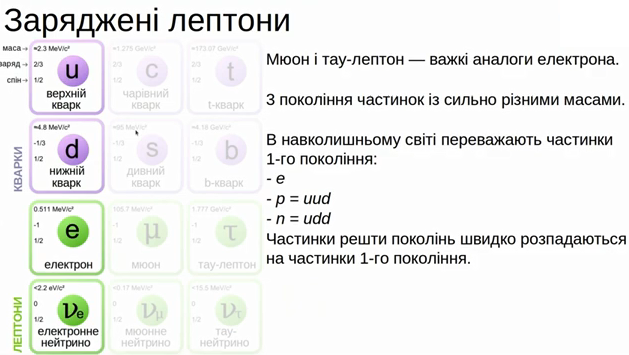 Заряджені лептони
маса→
заряд→
спін→
≈2.3 MeV/c²
2/3
1/2
u
верхній
кварк
≈1.275 GeV/c²
2/3
1/2
c
чарівний
кварк
≈173.07 GeV/c²
2/3
1/2
t
t-кварк
≈4.8 MeV/c²
-1/3
1/2
d
нижній
кварк
≈95 MeV/c²
-1/3
1/2
s
дивний
кварк
≈4.18 GeV/c²
-1/3
1/2
b
b-кварк
КВАРКИ
0.511 MeV/c²
-1
1/2
e
електрон
105.7 MeV/c²
-1
1/2
μ
мюон
1.777 GeV/c²
-1
1/2
τ
тау-лептон
<2.2 eV/c²
0
1/2
νe
електронне
нейтрино
<0.17 MeV/c²
0
1/2
νμ
мюонне
нейтрино
<15.5 MeV/c²
0
1/2
ντ
тау-
нейтрино
ЛЕПТОНИ
Мюон і тау-лептон — важкі аналоги електрона.
3 покоління частинок із сильно різними масами.
В навколишньому світі переважають частинки
1-го покоління:
- e
- p = uud
- n = udd
Частинки решти поколінь швидко розпадаються
на частинки 1-го покоління.